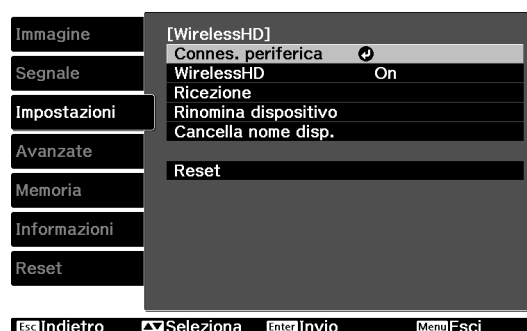 Immagine
Segnale
Impostazioni
Avanzate
Memoria
Informazioni
Reset
[WirelessHD]
Connes. periferica
WirelessHD On
Ricezione
Rinomina dispositivo
Cancella nome disp.
Reset
Esc Indietro Seleziona Enter Invio Menu Esci